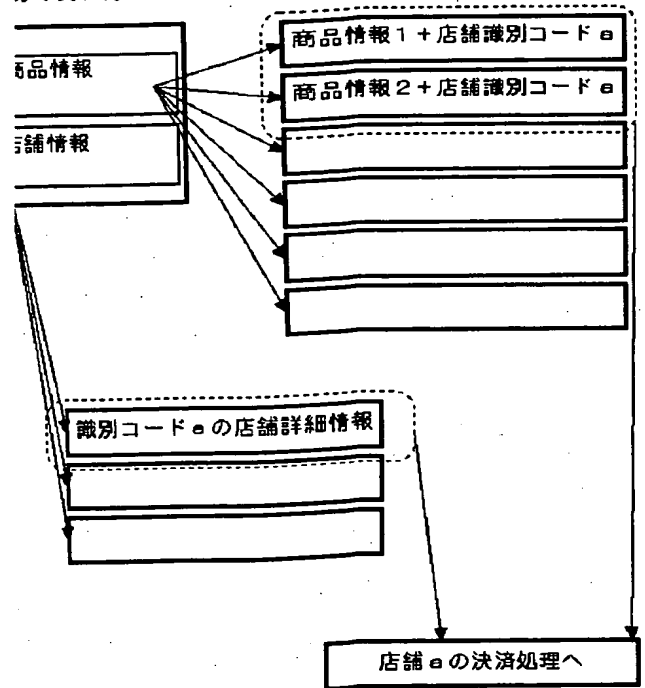 商品情報1+店舗識別コードa
商品情報
商品情報2+店舗識別コードa
店舗情報
識別コードaの店舗詳細情報
店舗aの決済処理へ